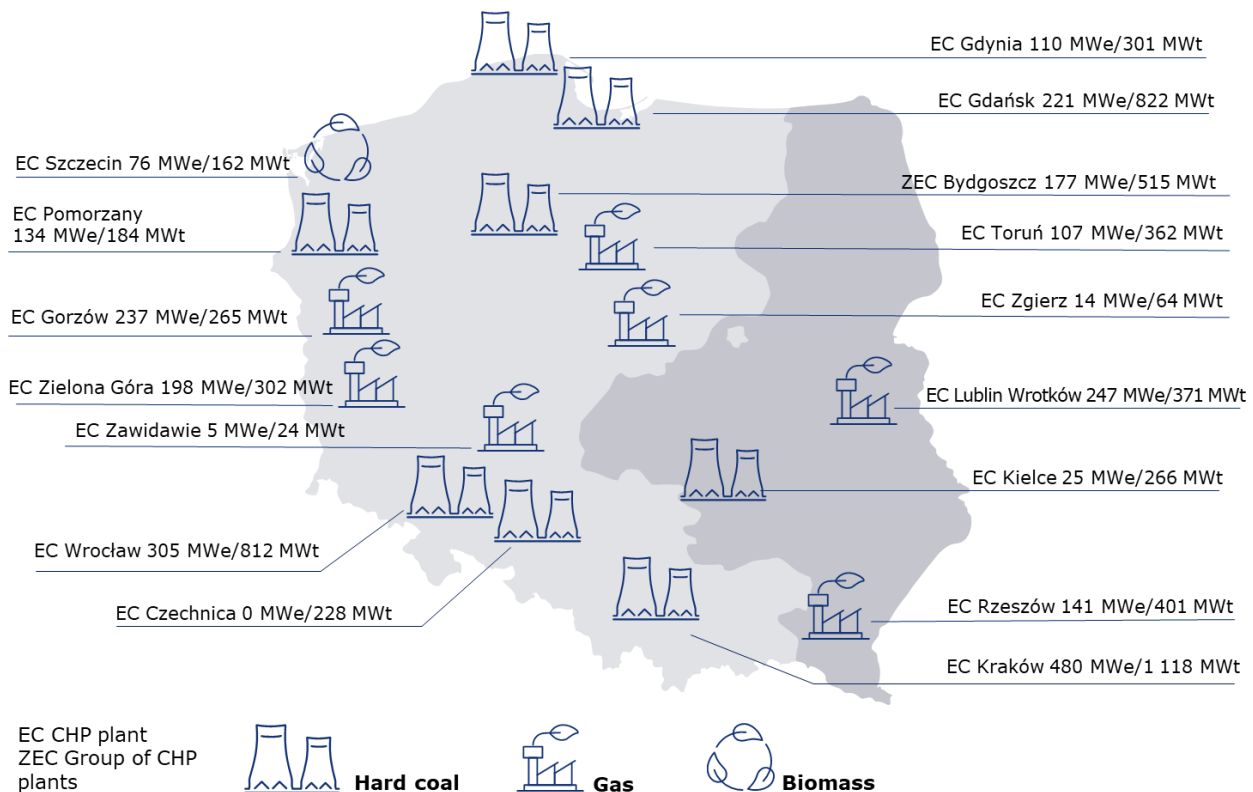 EC Gdynia 110 MWe/301 MWt
EC Gdańsk 221 MWe/822 MWt
EC Szczecin 76 MWe/162 MWt
ZEC Bydgoszcz 177 MWe/515 MWt
EC Pomorzany
134 MWe/184 MWt
EC Toruń 107 MWe/362 MWt
EC Zgierz 14 MWe/64 MWt
EC Gorzów 237 MWe/265 MWt
EC Zielona Góra 198 MWe/302 MWt
EC Lublin Wrotków 247 MWe/371 MWt
EC Zawidawie 5 MWe/24 MWt
EC Kielce 25 MWe/266 MWt
EC Wrocław 305 MWe/812 MWt
EC Czechnica 0 MWe/228 MWt
EC Rzeszów 141 MWe/401 MWt
EC Kraków 480 MWe/1 118 MWt
EC CHP plant
ZEC Group of CHP
plants
Hard coal
Gas
Biomass